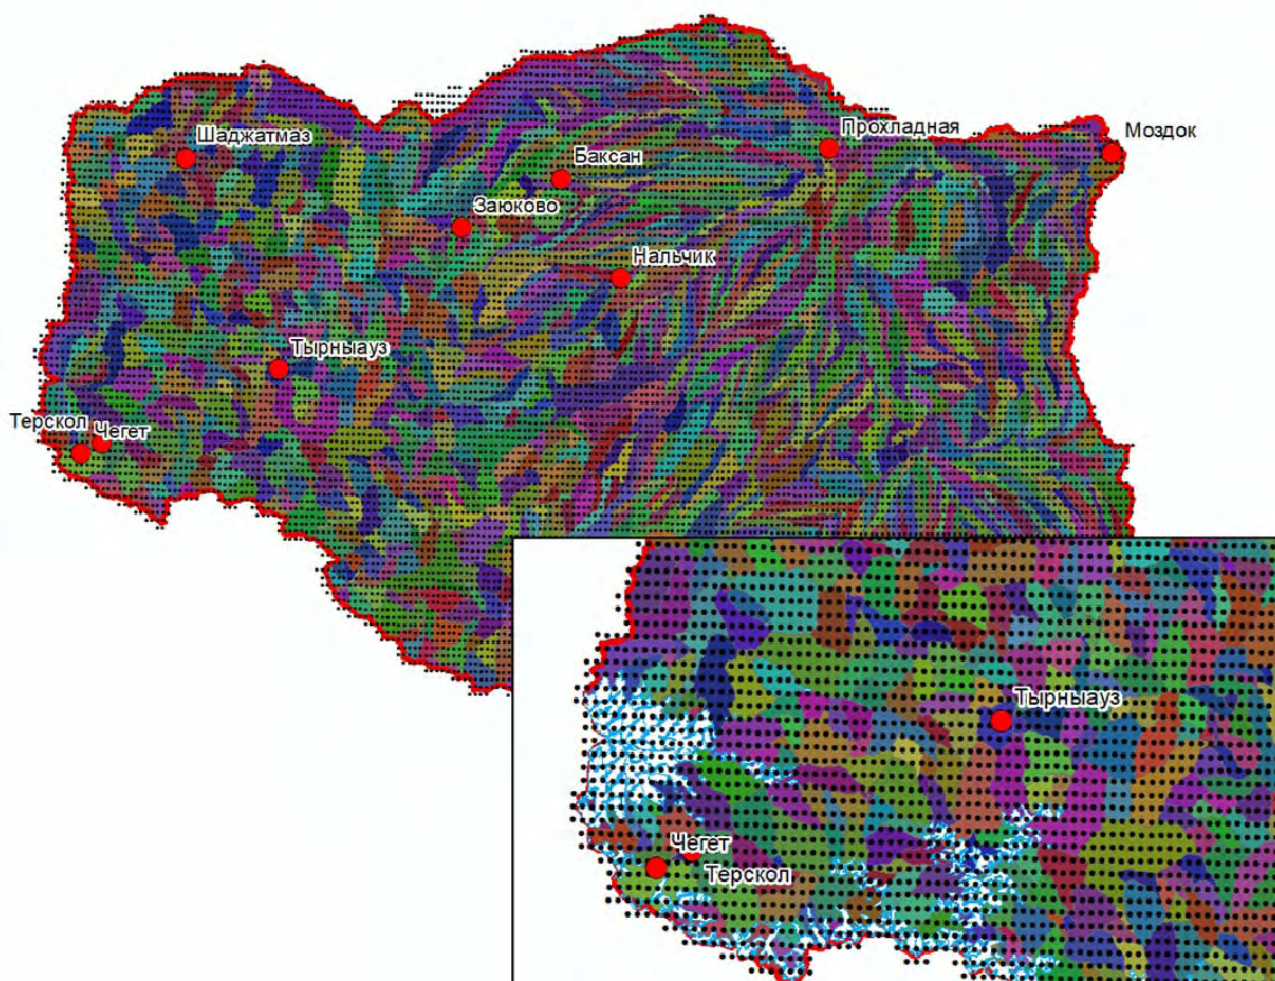 Шаджатмаз
Прохладная
Моздок
Баксан
Заюково
Нальчик
Тырныауз
Терскол
Чегет
Тырныауз
Чегет
Терскол